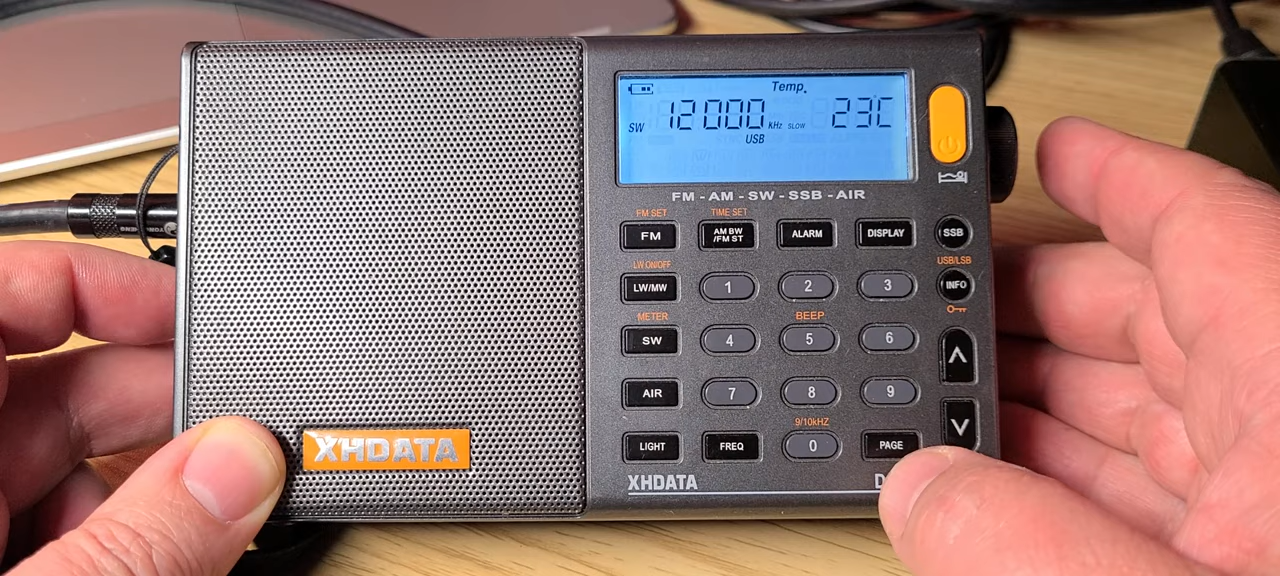 Temp.
SW 12000 kHz SLOW 23°C
USB
FM - AM - SW - SSB - AIR
FM SET TIME SET
FM AM BW /FM ST ALARM DISPLAY SSB
LW ON/OFF USB/LSB
LW/MW 1 2 3 INFO
METER BEEP
SW 4 5 6
AIR 7 8 9
9/10kHZ
LIGHT FREQ 0 PAGE
XHDATA
XHDATA D